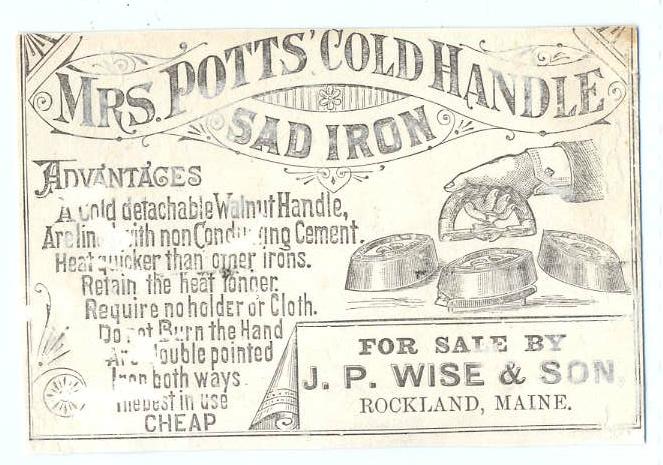 MRS. POTTS' COLD HANDLE
SAD IRON
ADVANTAGES
A Cold detachable Walnut Handle,
Are lin with non Conducting Cement.
Heat quicker than other irons.
Retain the heat longer.
Require no holder or Cloth.
Do not Burn the Hand
Are double pointed
Iron both ways.
The best in use
CHEAP
FOR SALE BY
J. P. WISE & SON,
ROCKLAND, MAINE.